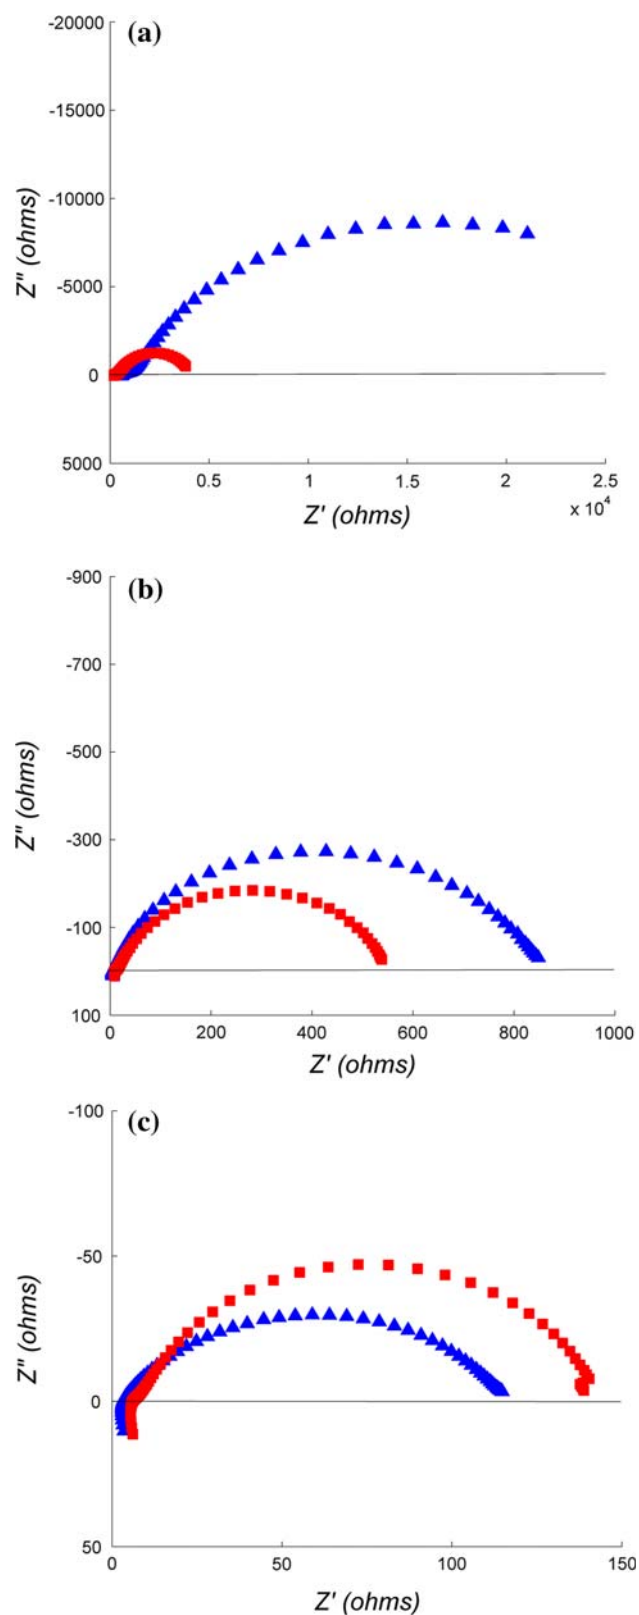 (a)
-20000
-15000
-10000
-5000
0
5000
Z" (ohms)
0 0.5 1 1.5 2 2.5
x 10^4
Z' (ohms)
(b)
-900
-700
-500
-300
-100
100
Z" (ohms)
0 200 400 600 800 1000
Z' (ohms)
(c)
-100
-50
0
50
Z" (ohms)
0 50 100 150
Z' (ohms)